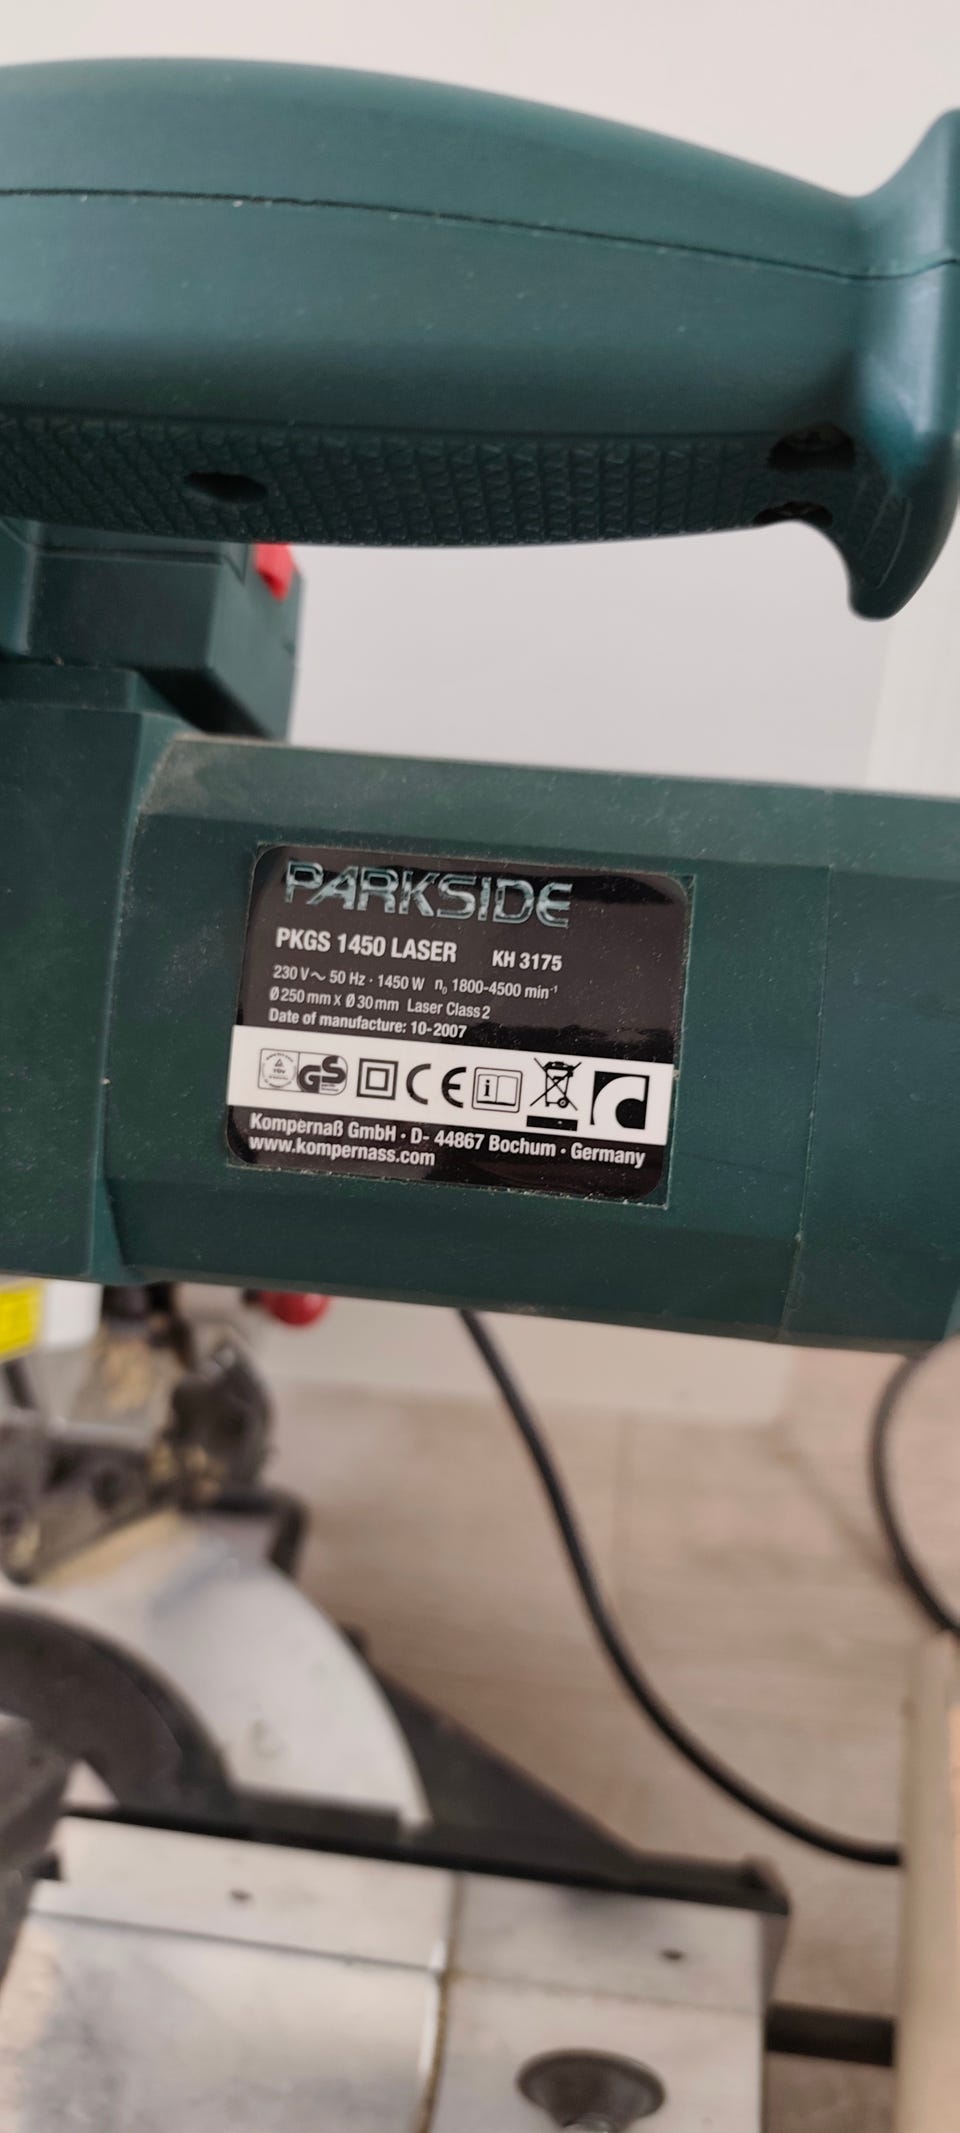 PARKSIDE
PKGS 1450 LASER KH 3175
230 V~ 50 Hz · 1450 W n₀ 1800-4500 min⁻¹
Ø 250 mm x Ø 30 mm Laser Class 2
Date of manufacture: 10-2007
TÜV GS CE i
Kompernaß GmbH · D- 44867 Bochum · Germany
www.kompernass.com